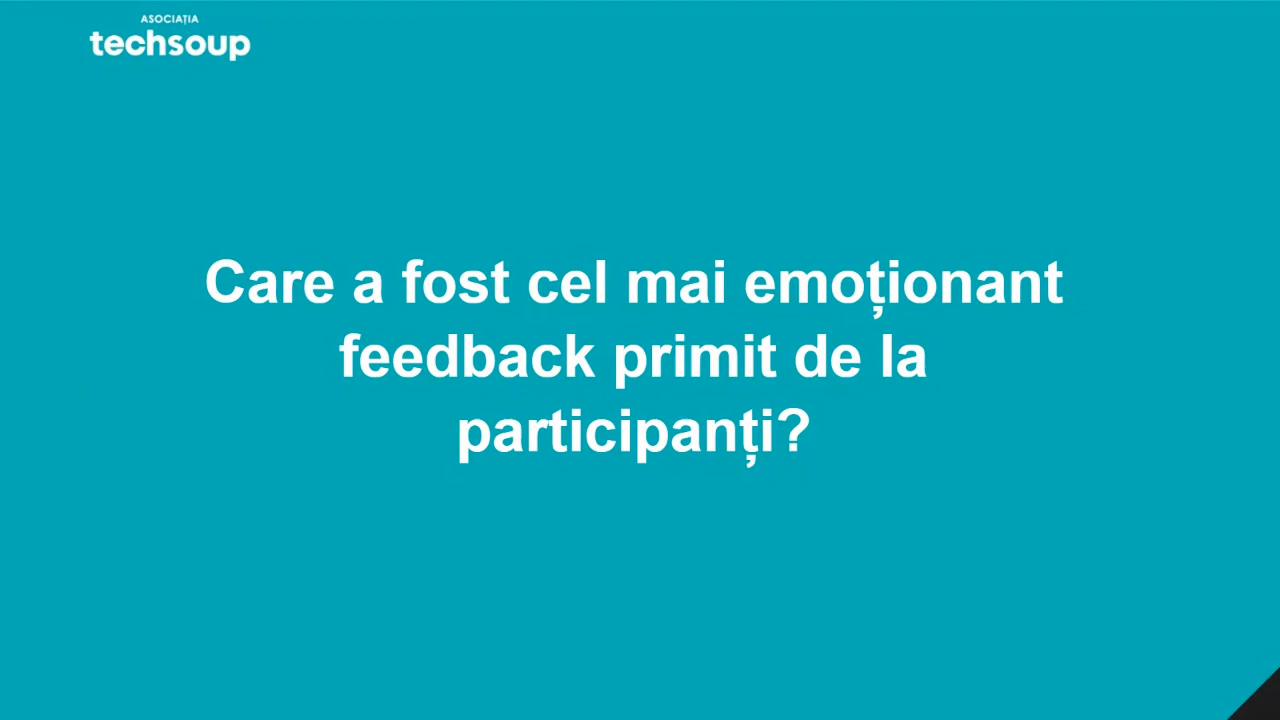 ASOCIAȚIA
techsoup
Care a fost cel mai emoționant
feedback primit de la
participanți?